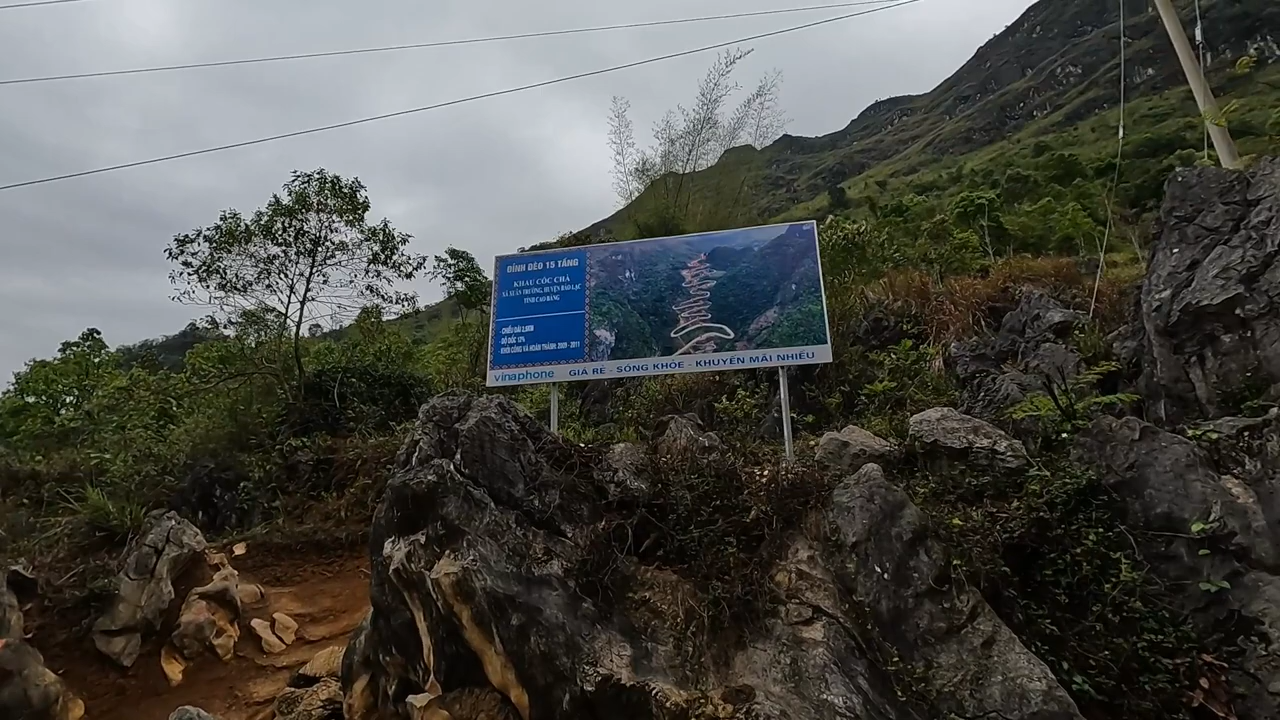 ĐỈNH ĐÈO 15 TẦNG
KHAU CỐC CHÀ
XÃ XUÂN TRƯỜNG, HUYỆN BẢO LẠC
TỈNH CAO BẰNG
- CHIỀU DÀI 2,5KM
- ĐỘ DỐC 12%
- KHỞI CÔNG VÀ HOÀN THÀNH: 2009 - 2011
vinaphone GIÁ RẺ - SÓNG KHỎE - KHUYẾN MÃI NHIỀU